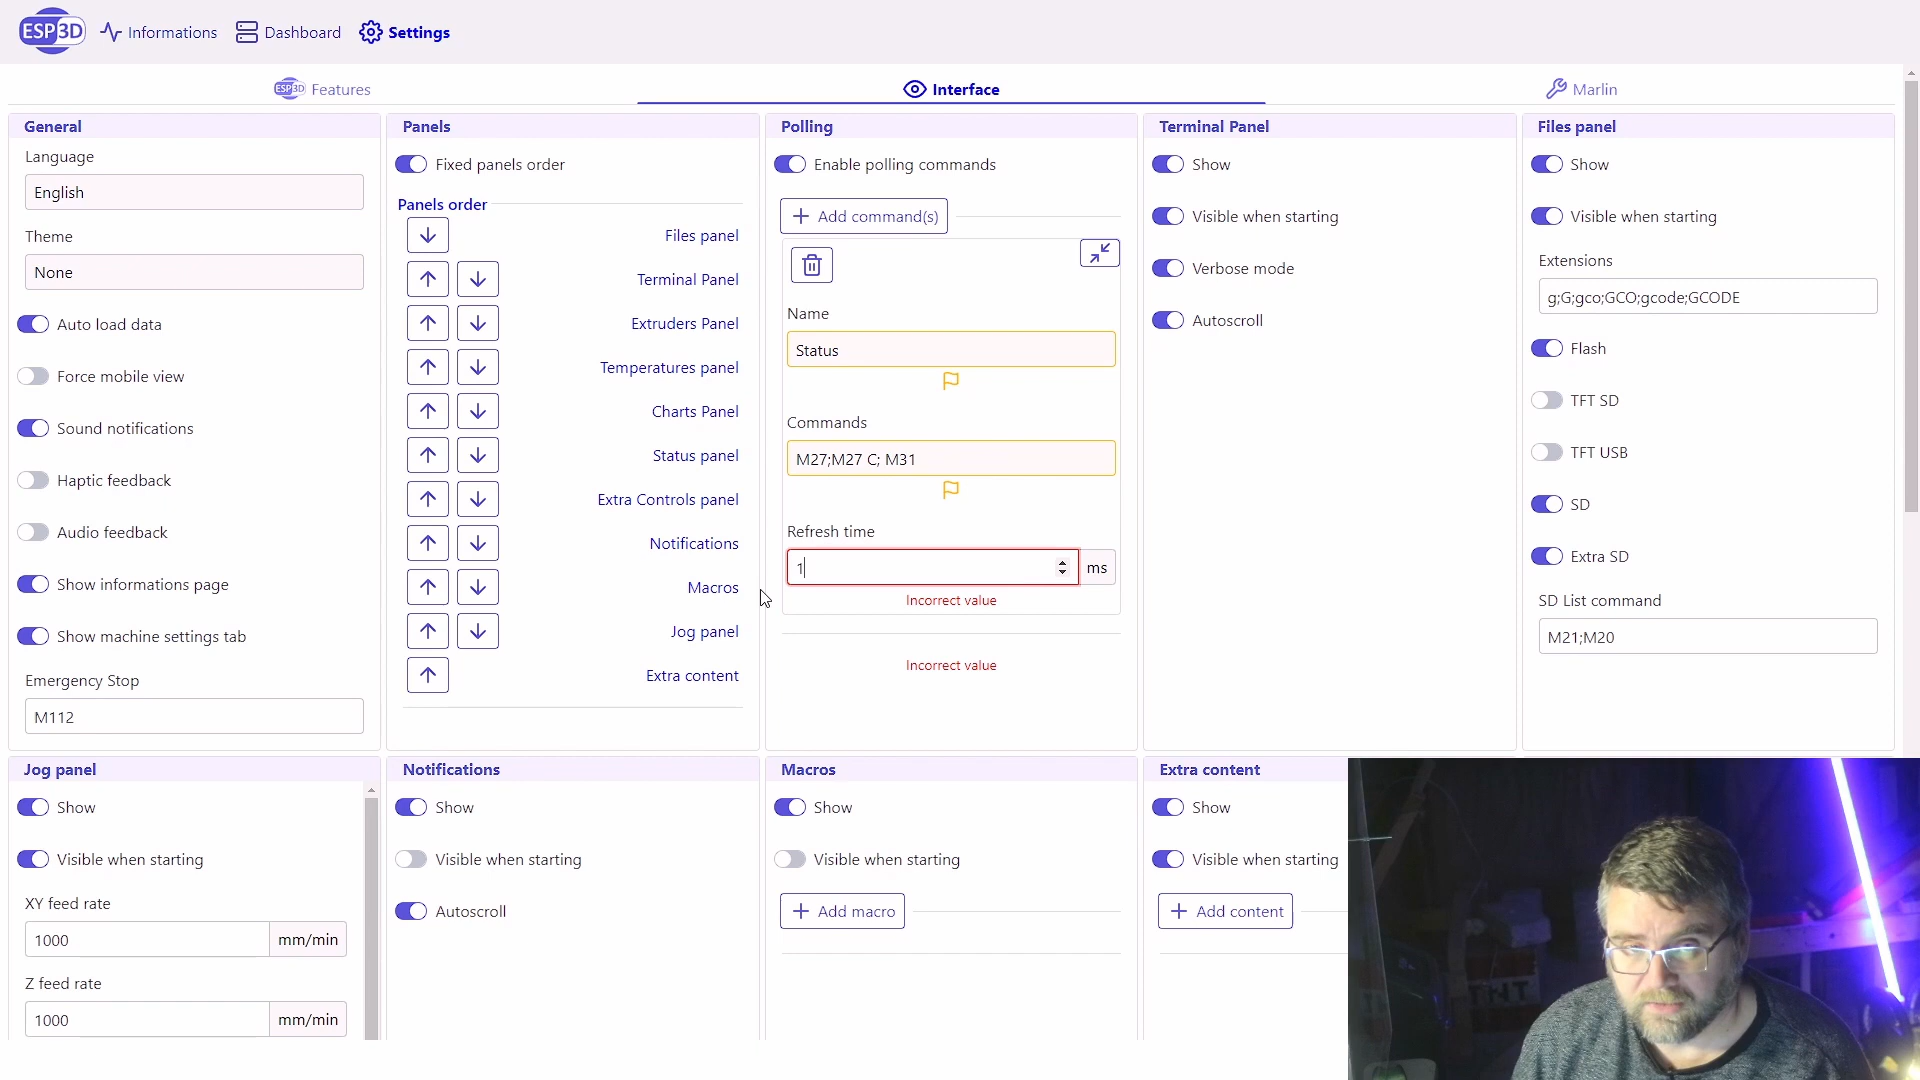 ESP3D
Informations
Dashboard
Settings
ESP3D Features
Interface
Marlin
General
Language
English
Theme
None
Auto load data
Force mobile view
Sound notifications
Haptic feedback
Audio feedback
Show informations page
Show machine settings tab
Emergency Stop
M112
Panels
Fixed panels order
Panels order
Files panel
Terminal Panel
Extruders Panel
Temperatures panel
Charts Panel
Status panel
Extra Controls panel
Notifications
Macros
Jog panel
Extra content
Polling
Enable polling commands
Add command(s)
Name
Status
Commands
M27;M27 C; M31
Refresh time
1 ms
Incorrect value
Incorrect value
Terminal Panel
Show
Visible when starting
Verbose mode
Autoscroll
Files panel
Show
Visible when starting
Extensions
g;G;gco;GCO;gcode;GCODE
Flash
TFT SD
TFT USB
SD
Extra SD
SD List command
M21;M20
Jog panel
Show
Visible when starting
XY feed rate
1000 mm/min
Z feed rate
1000 mm/min
Notifications
Show
Visible when starting
Autoscroll
Macros
Show
Visible when starting
Add macro
Extra content
Show
Visible when starting
Add content
TNT